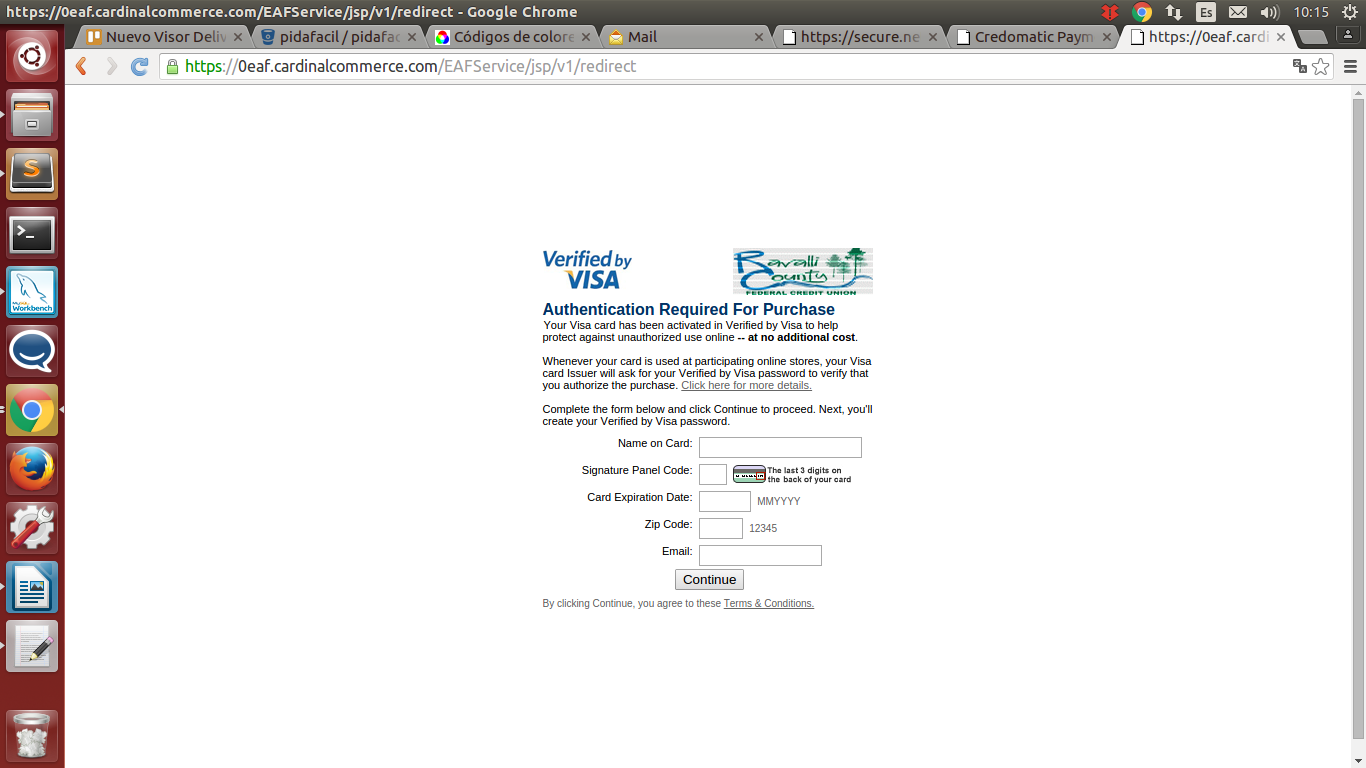 https://0eaf.cardinalcommerce.com/EAFService/jsp/v1/redirect - Google Chrome
Es
10:15
Nuevo Visor Deliv
pidafacil / pidafac
Códigos de colore
Mail
https://secure.ne
Credomatic Paym
https://0eaf.cardi
https://0eaf.cardinalcommerce.com/EAFService/jsp/v1/redirect
Verified by
VISA
Ravalli
County
FEDERAL CREDIT UNION
Authentication Required For Purchase
Your Visa card has been activated in Verified by Visa to help
protect against unauthorized use online -- at no additional cost.
Whenever your card is used at participating online stores, your Visa
card Issuer will ask for your Verified by Visa password to verify that
you authorize the purchase. Click here for more details.
Complete the form below and click Continue to proceed. Next, you'll
create your Verified by Visa password.
Name on Card:
Signature Panel Code:
The last 3 digits on
the back of your card
Card Expiration Date:
MMYYYY
Zip Code:
12345
Email:
Continue
By clicking Continue, you agree to these Terms & Conditions.
S
>_
Workbench